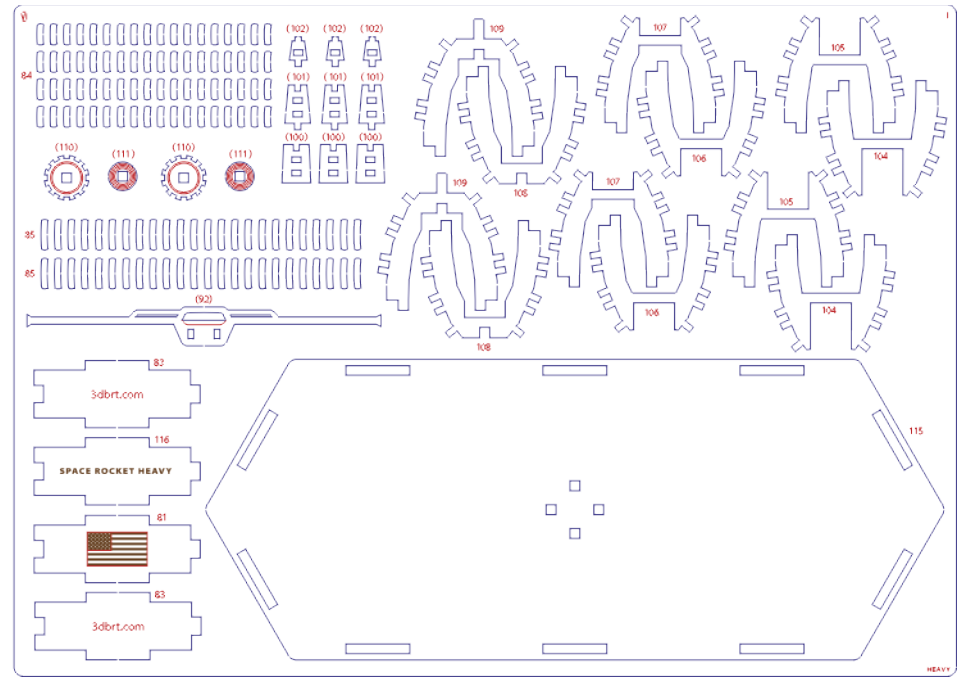 (102) (102) (102)
109
107
105
84
(101) (101) (101)
(100) (100) (100)
(110) (111) (110) (111)
106
104
108
109
107
105
85
85
(92)
106
104
108
83
3dbrt.com
116
SPACE ROCKET HEAVY
115
81
83
3dbrt.com
HEAVY